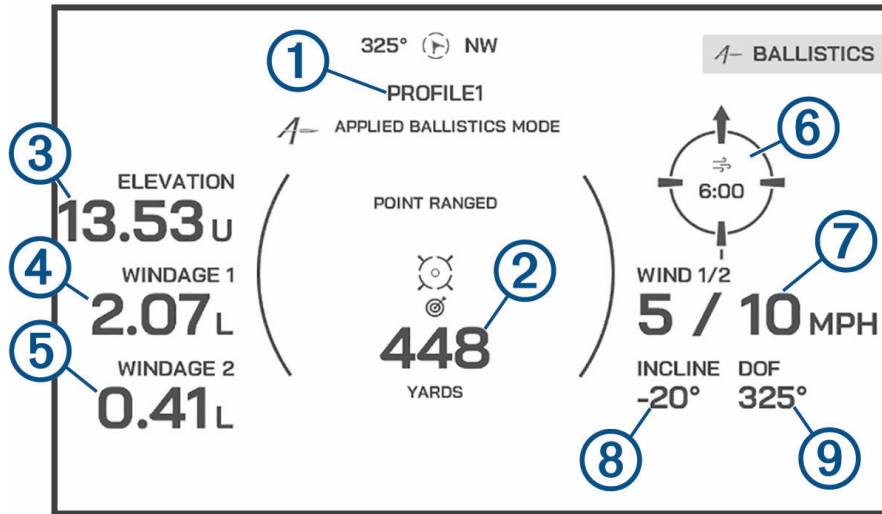 325° NW
BALLISTICS
1
PROFILE1
APPLIED BALLISTICS MODE
3
ELEVATION
13.53 U
4
WINDAGE 1
2.07 L
5
WINDAGE 2
0.41 L
POINT RANGED
2
448
YARDS
6
6:00
7
WIND 1/2
5 / 10 MPH
INCLINE DOF
-20° 325°
8 9